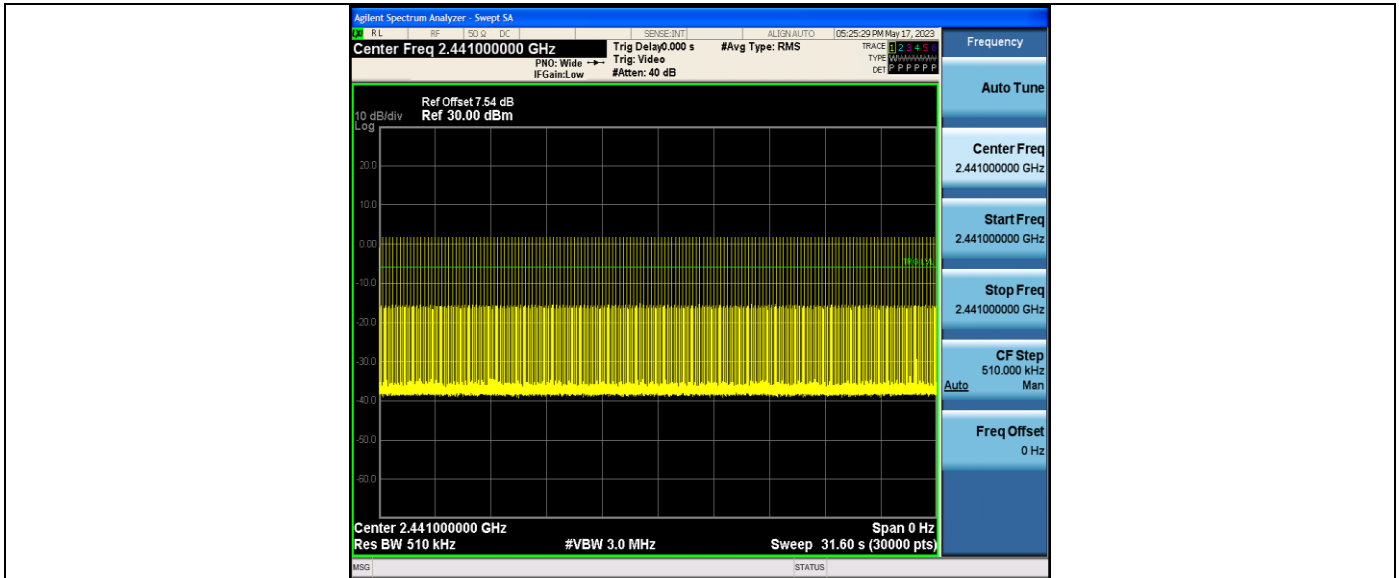 Agilent Spectrum Analyzer - Swept SA
RL RF 50 Ω DC SENSE:INT ALIGNAUTO 05:25:29 PM May 17, 2023
Center Freq 2.441000000 GHz
PNO: Wide
IFGain:Low
Trig Delay0.000 s
Trig: Video
#Atten: 40 dB
#Avg Type: RMS
TRACE 1 2 3 4 5 6
TYPE WWWWWW
DET P P P P P P
Frequency
Auto Tune
Center Freq
2.441000000 GHz
Start Freq
2.441000000 GHz
Stop Freq
2.441000000 GHz
CF Step
510.000 kHz
Auto Man
Freq Offset
0 Hz
Ref Offset 7.54 dB
10 dB/div Ref 30.00 dBm
Log
20.0
10.0
0.00
TRIG LVL
-10.0
-20.0
-30.0
-40.0
-50.0
-60.0
Center 2.441000000 GHz Span 0 Hz
Res BW 510 kHz #VBW 3.0 MHz Sweep 31.60 s (30000 pts)
MSG STATUS